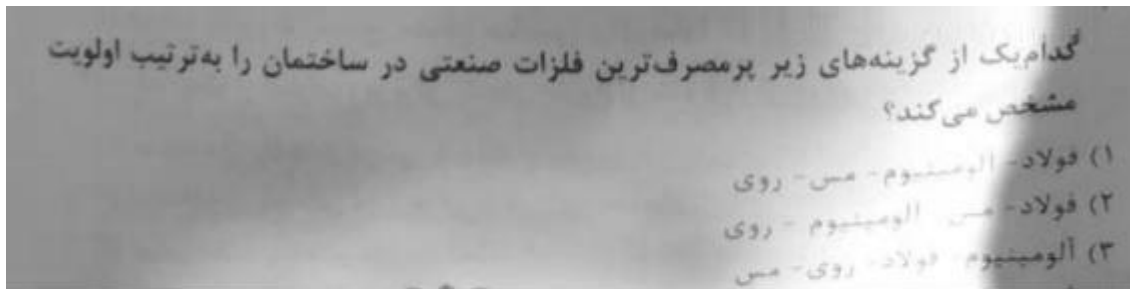 کدام‌یک از گزینه‌های زیر پرمصرف‌ترین فلزات صنعتی در ساختمان را به‌ترتیب اولویت
مشخص می‌کند؟
۱) فولاد- آلومینیوم- مس- روی
۲) فولاد- مس- آلومینیوم - روی
۳) آلومینیوم- فولاد- روی- مس